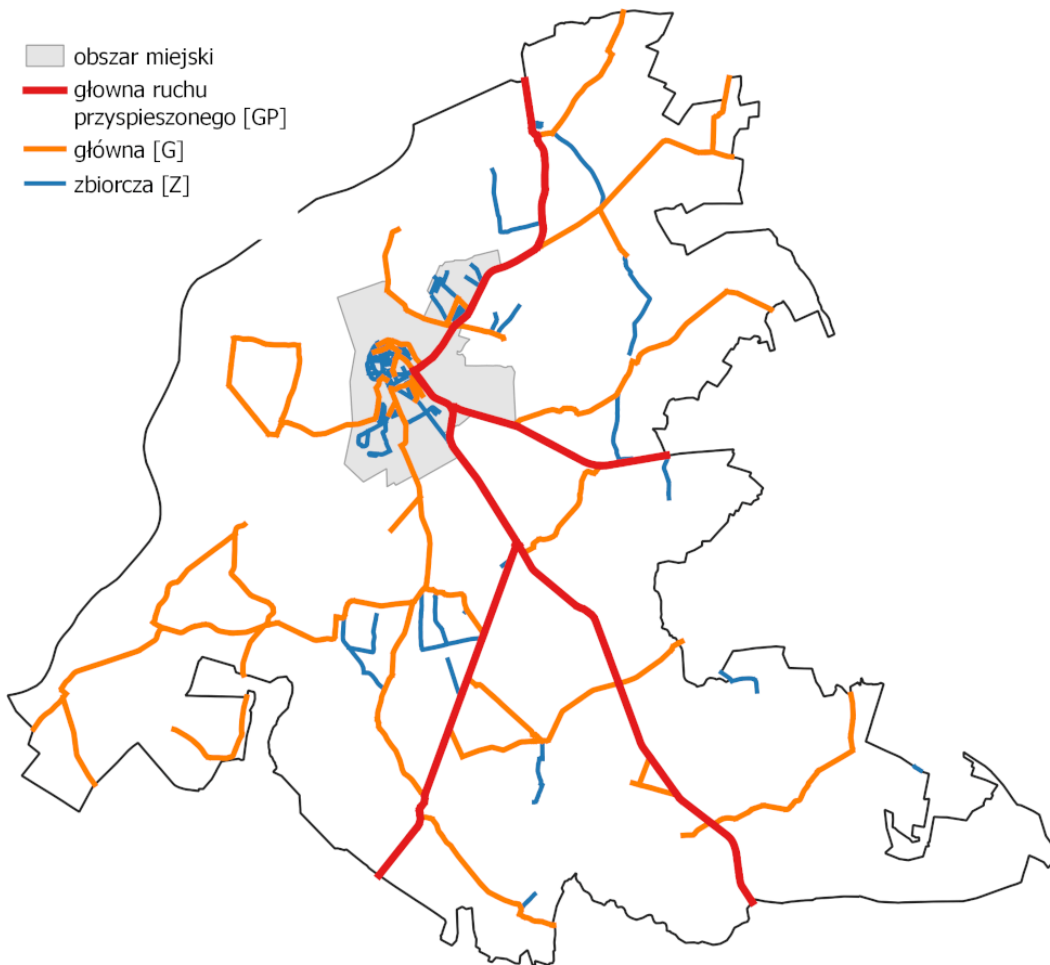 obszar miejski
głowna ruchu
przyspieszonego [GP]
główna [G]
zbiorcza [Z]